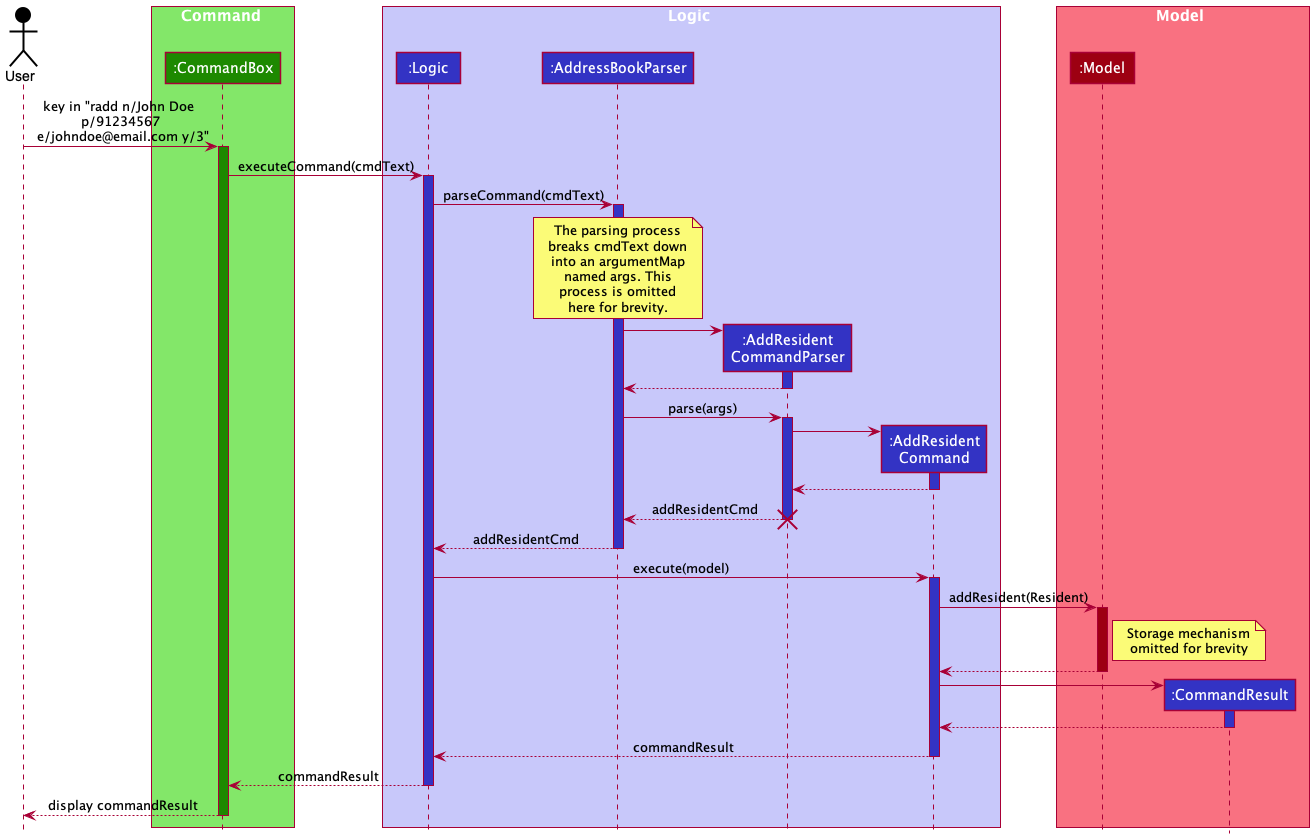 Command
Logic
Model
User
:CommandBox
:Logic
:AddressBookParser
:Model
key in "radd n/John Doe
p/91234567
e/johndoe@email.com y/3"
executeCommand(cmdText)
parseCommand(cmdText)
The parsing process
breaks cmdText down
into an argumentMap
named args. This
process is omitted
here for brevity.
:AddResident
CommandParser
parse(args)
:AddResident
Command
addResidentCmd
addResidentCmd
execute(model)
addResident(Resident)
Storage mechanism
omitted for brevity
:CommandResult
commandResult
commandResult
display commandResult